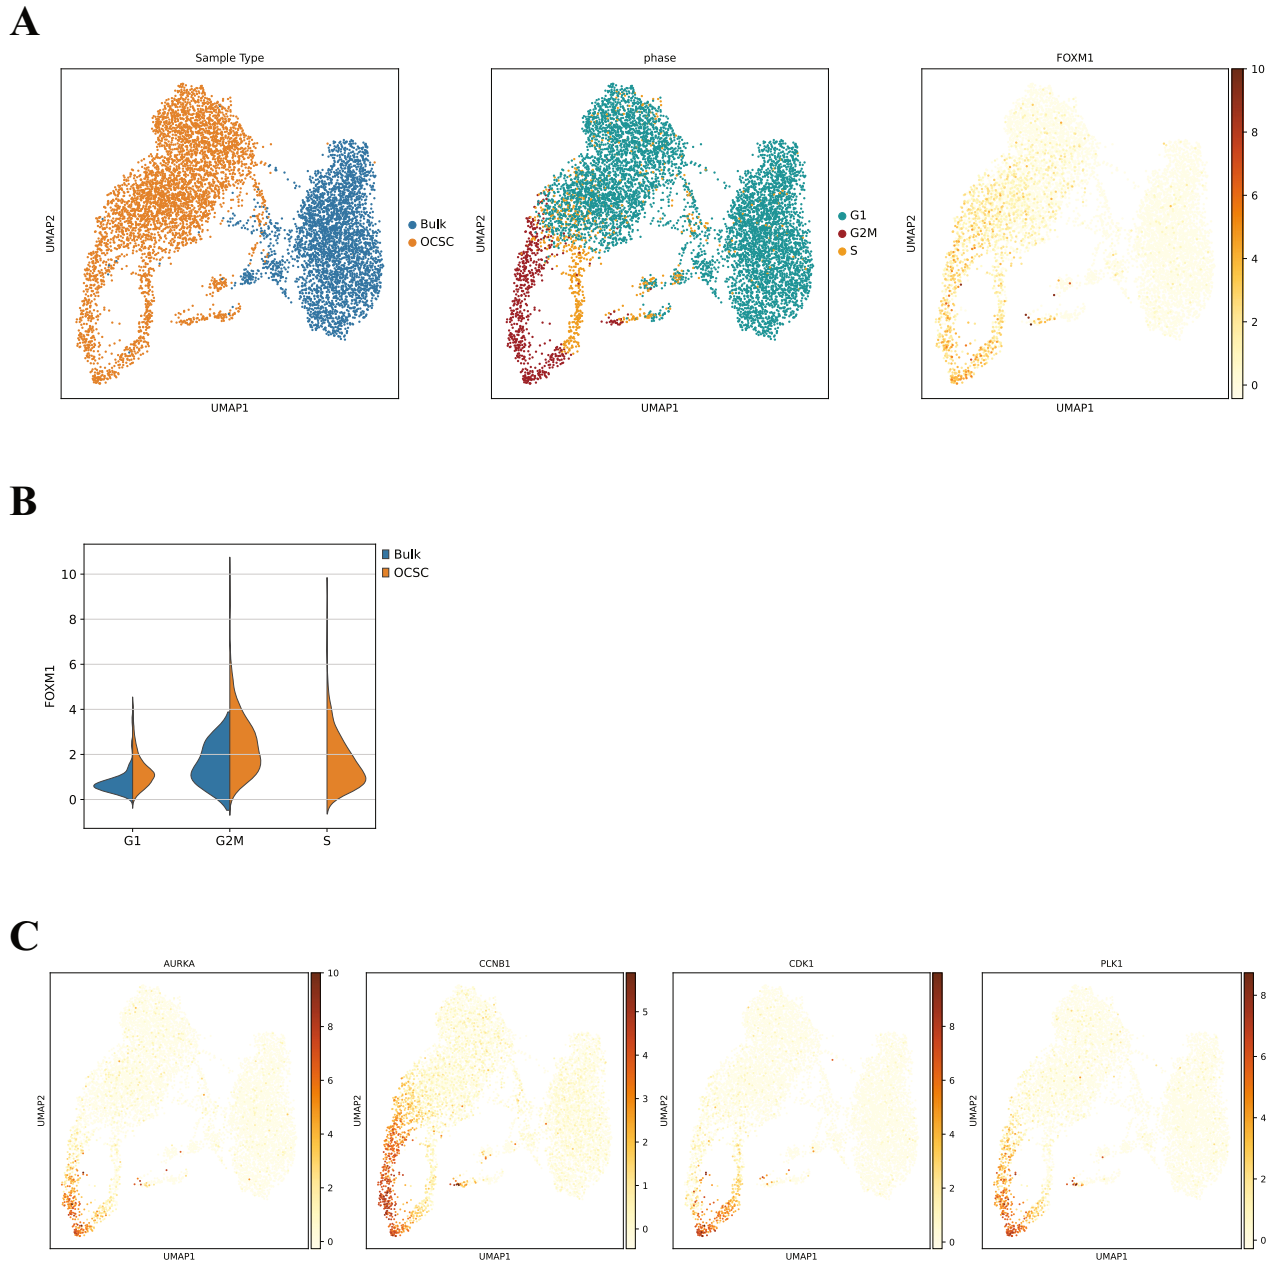 A
Sample Type
UMAP2
UMAP1
Bulk
OCSC
phase
UMAP2
UMAP1
G1
G2M
S
FOXM1
UMAP2
UMAP1
10
8
6
4
2
0
B
FOXM1
10
8
6
4
2
0
G1
G2M
S
Bulk
OCSC
C
AURKA
UMAP2
UMAP1
10
8
6
4
2
0
CCNB1
UMAP2
UMAP1
5
4
3
2
1
0
CDK1
UMAP2
UMAP1
8
6
4
2
0
PLK1
UMAP2
UMAP1
8
6
4
2
0